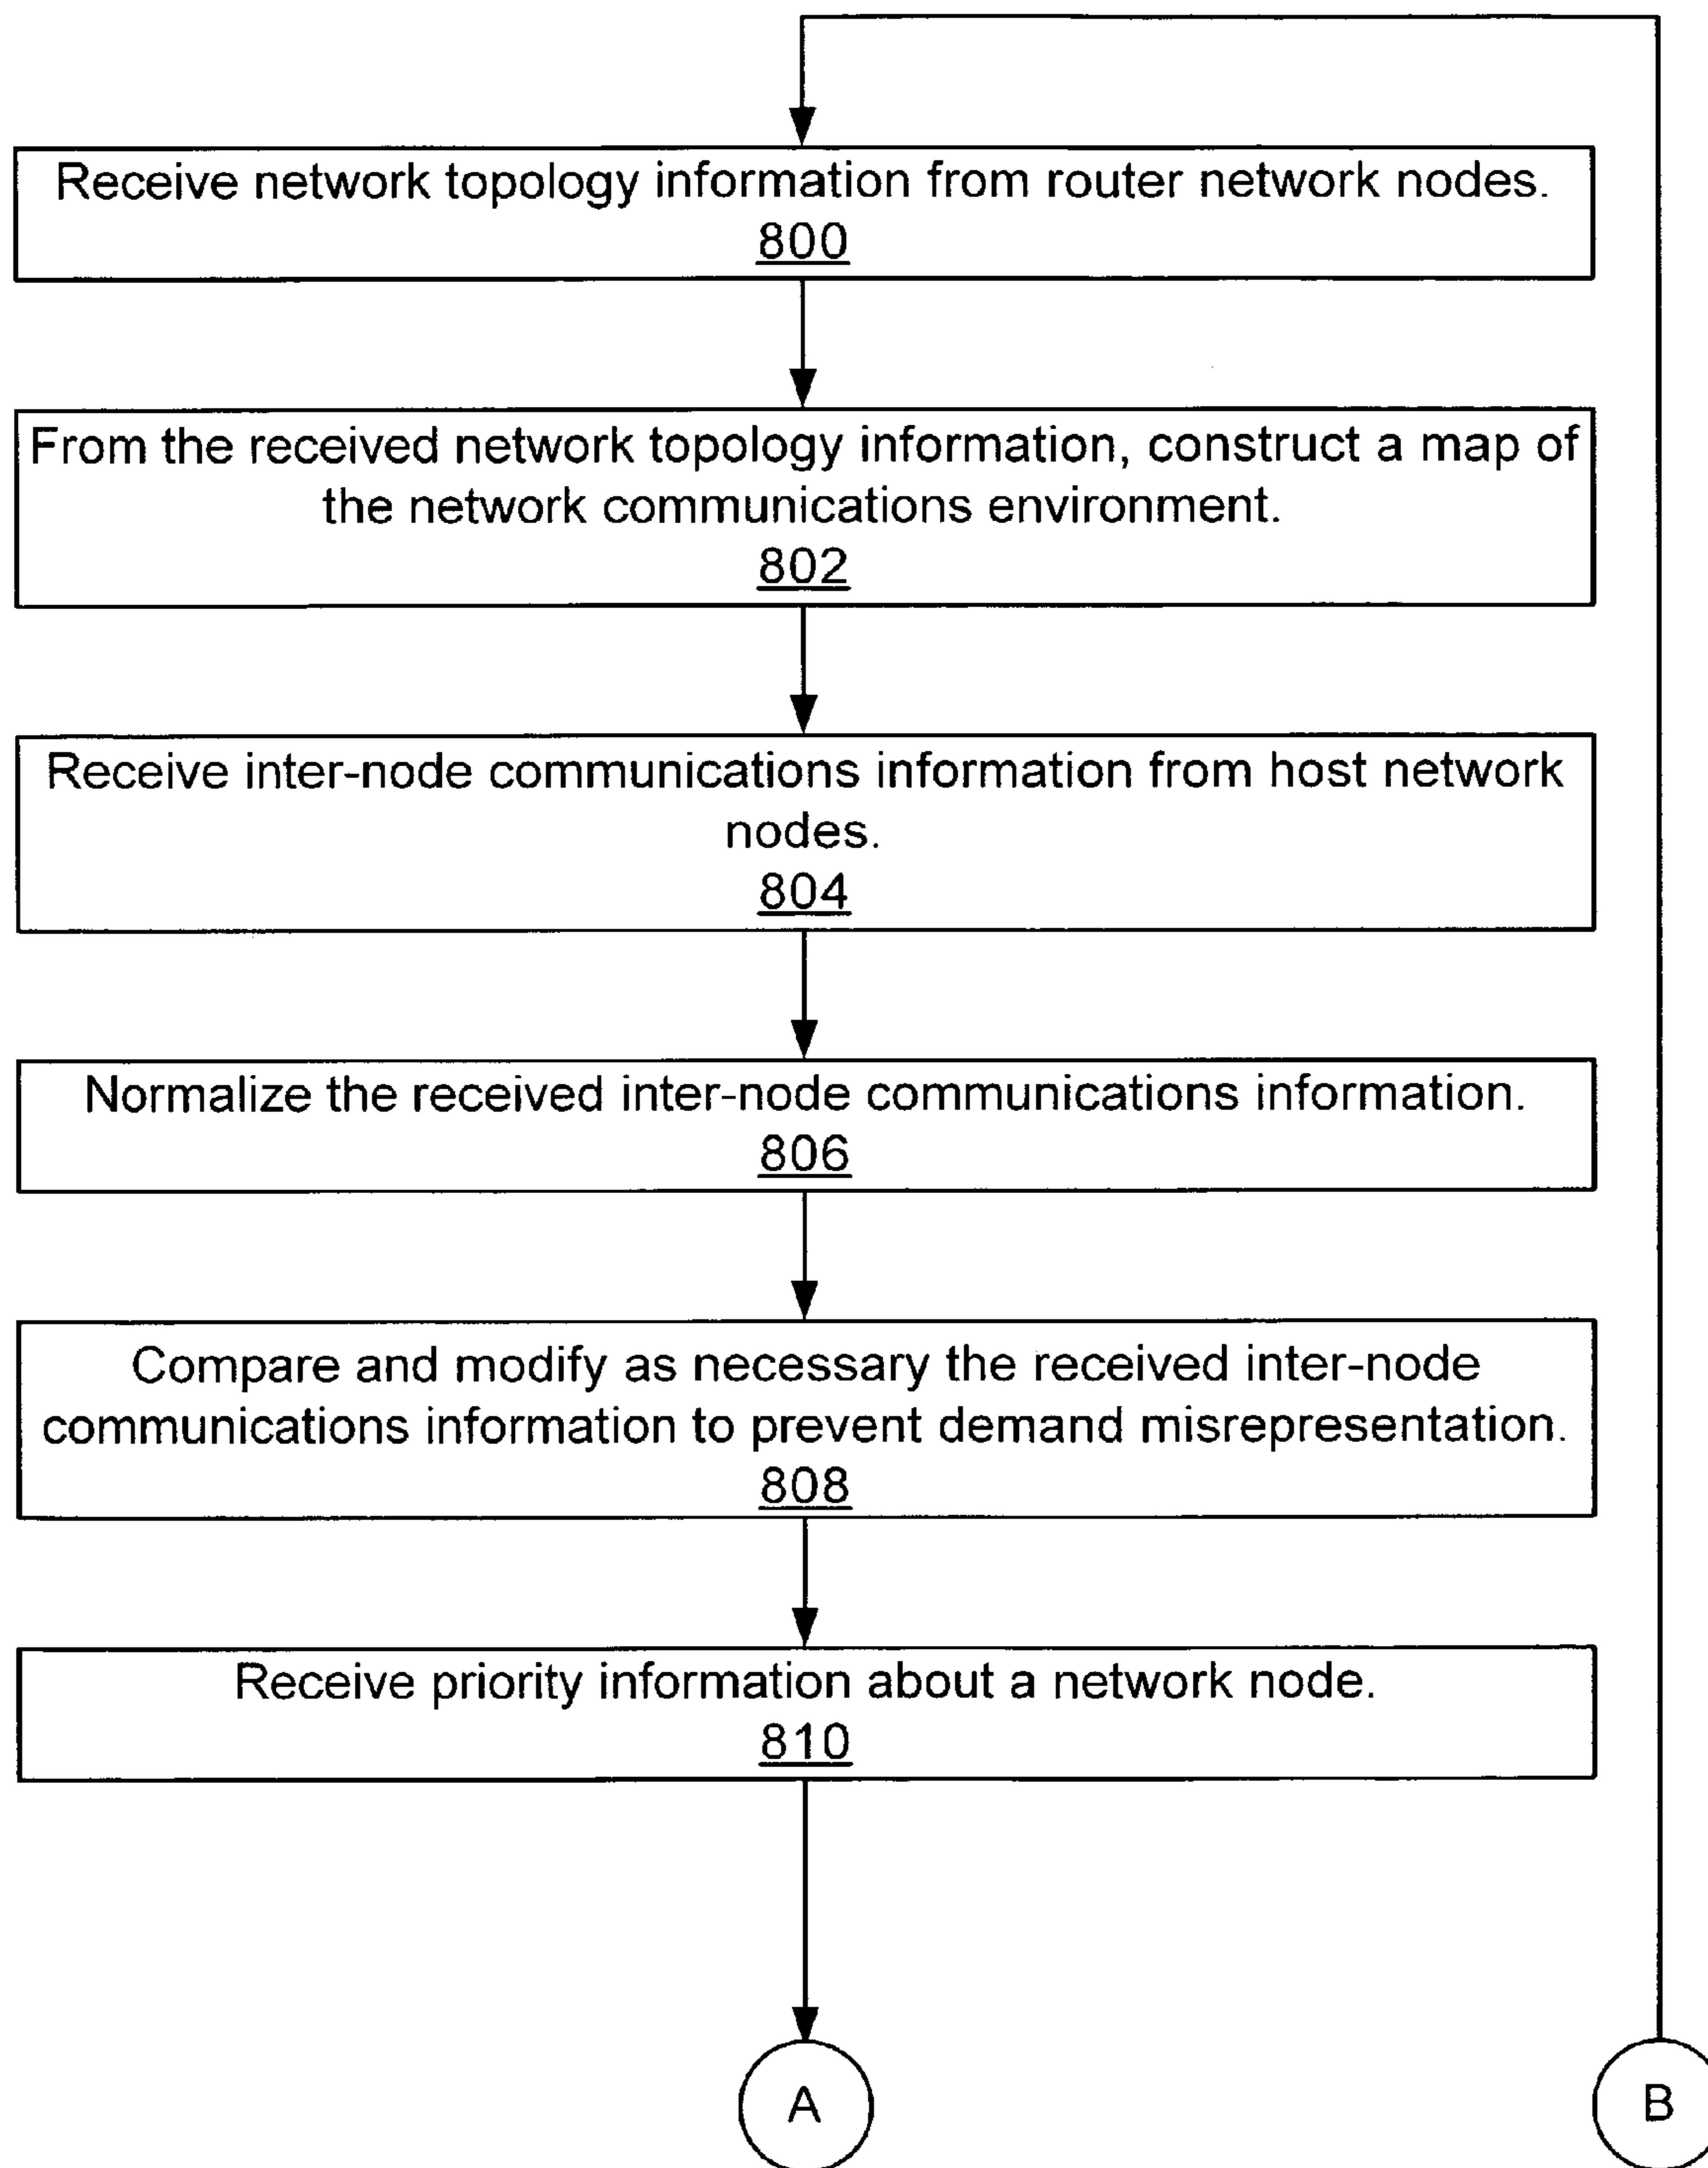 Receive network topology information from router network nodes.
800
From the received network topology information, construct a map of
the network communications environment.
802
Receive inter-node communications information from host network
nodes.
804
Normalize the received inter-node communications information.
806
Compare and modify as necessary the received inter-node
communications information to prevent demand misrepresentation.
808
Receive priority information about a network node.
810
A
B